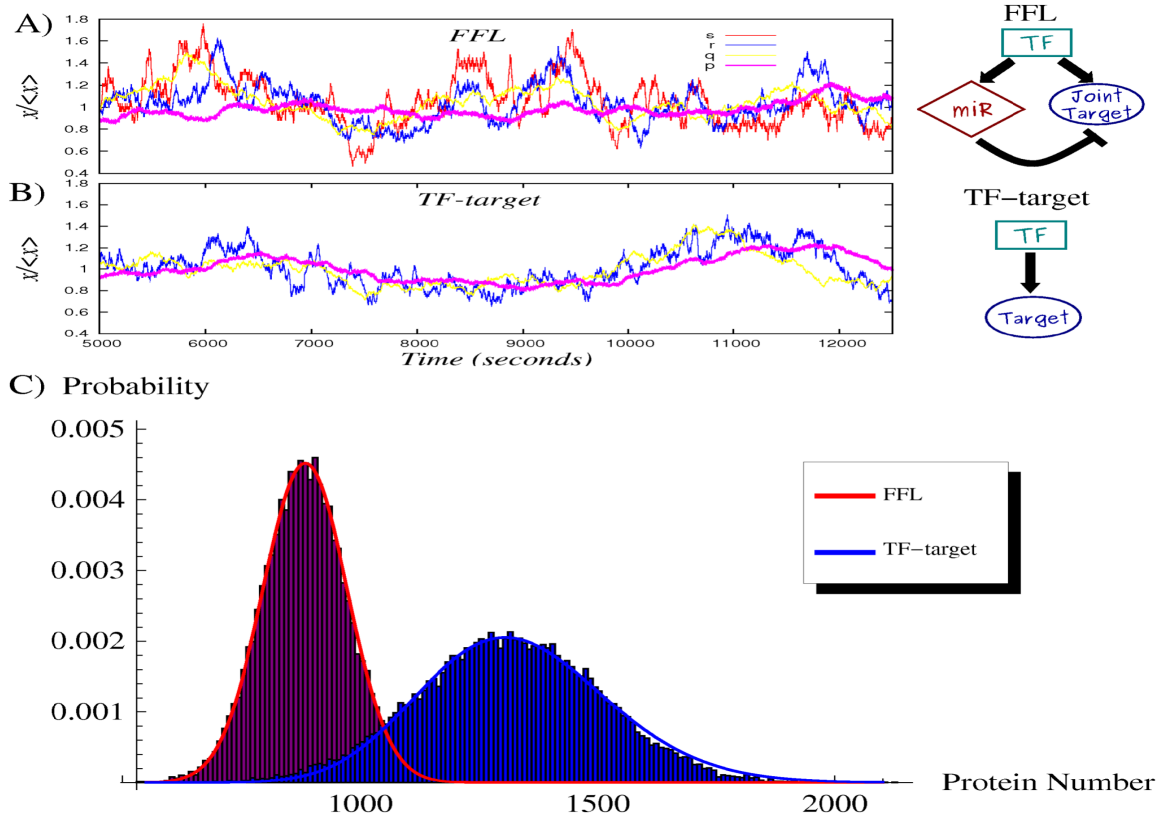 A)
FFL
x/<x>
1.8
1.6
1.4
1.2
1
0.8
0.6
0.4
s
r
q
p
FFL
TF
miR
Joint
Target
B)
TF-target
x/<x>
1.8
1.6
1.4
1.2
1
0.8
0.6
0.4
5000 6000 7000 8000 9000 10000 11000 12000
Time (seconds)
TF-target
TF
Target
C) Probability
0.005
0.004
0.003
0.002
0.001
1000 1500 2000
Protein Number
FFL
TF-target